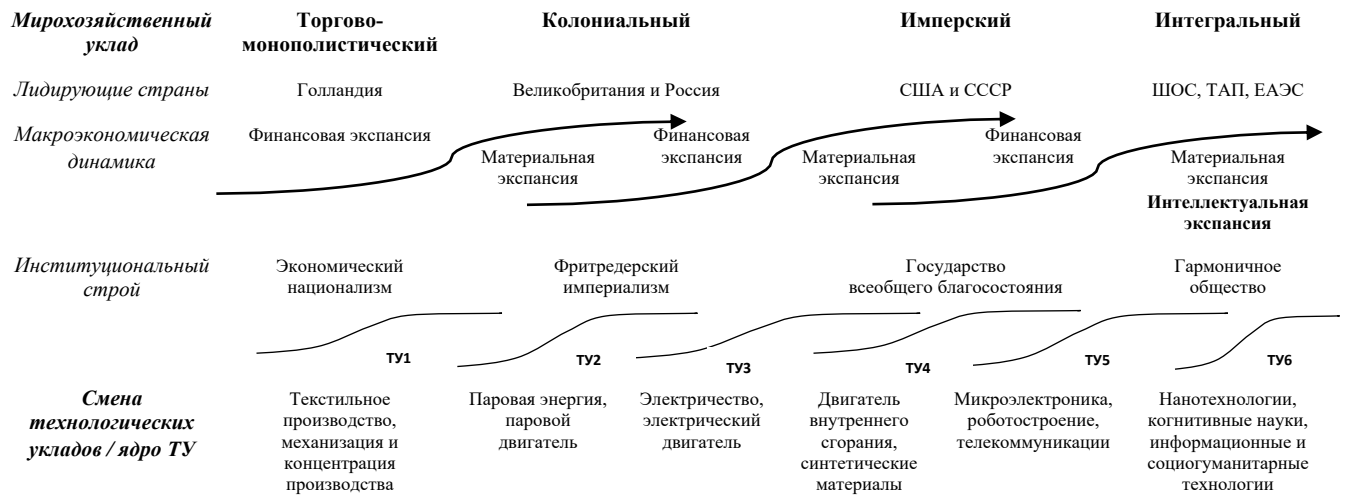 Мирохозяйственный
уклад
Торгово-
монополистический
Колониальный
Имперский
Интегральный
Лидирующие страны
Голландия
Великобритания и Россия
США и СССР
ШОС, ТАП, ЕАЭС
Макроэкономическая
динамика
Финансовая экспансия
Материальная
экспансия
Финансовая
экспансия
Материальная
экспансия
Финансовая
экспансия
Материальная
экспансия
Интеллектуальная
экспансия
Институциональный
строй
Экономический
национализм
Фритредерский
империализм
Государство
всеобщего благосостояния
Гармоничное
общество
ТУ1
ТУ2
ТУ3
ТУ4
ТУ5
ТУ6
Смена
технологических
укладов / ядро ТУ
Текстильное
производство,
механизация и
концентрация
производства
Паровая энергия,
паровой
двигатель
Электричество,
электрический
двигатель
Двигатель
внутреннего
сгорания,
синтетические
материалы
Микроэлектроника,
роботостроение,
телекоммуникации
Нанотехнологии,
когнитивные науки,
информационные и
социогуманитарные
технологии